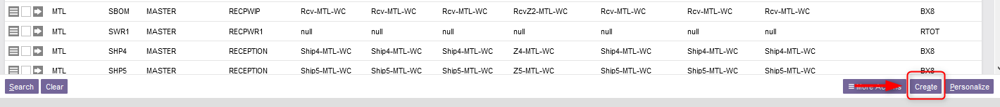 MTL SBOM MASTER RECPWIP Rcv-MTL-WC Rcv-MTL-WC Rcv-MTL-WC RcvZ2-MTL-WC Rcv-MTL-WC Rcv-MTL-WC Rcv-MTL-WC BX8
MTL SWR1 MASTER RECPWR1 null null null null null null null RTOT
MTL SHP4 MASTER RECEPTION Ship4-MTL-WC Ship4-MTL-WC Ship4-MTL-WC Z4-MTL-WC Ship4-MTL-WC Ship4-MTL-WC Ship4-MTL-WC BX8
MTL SHP5 MASTER RECEPTION Ship5-MTL-WC Ship5-MTL-WC Ship5-MTL-WC Z5-MTL-WC Ship5-MTL-WC Ship5-MTL-WC Ship5-MTL-WC BX8
Search Clear More Actions Create Personalize